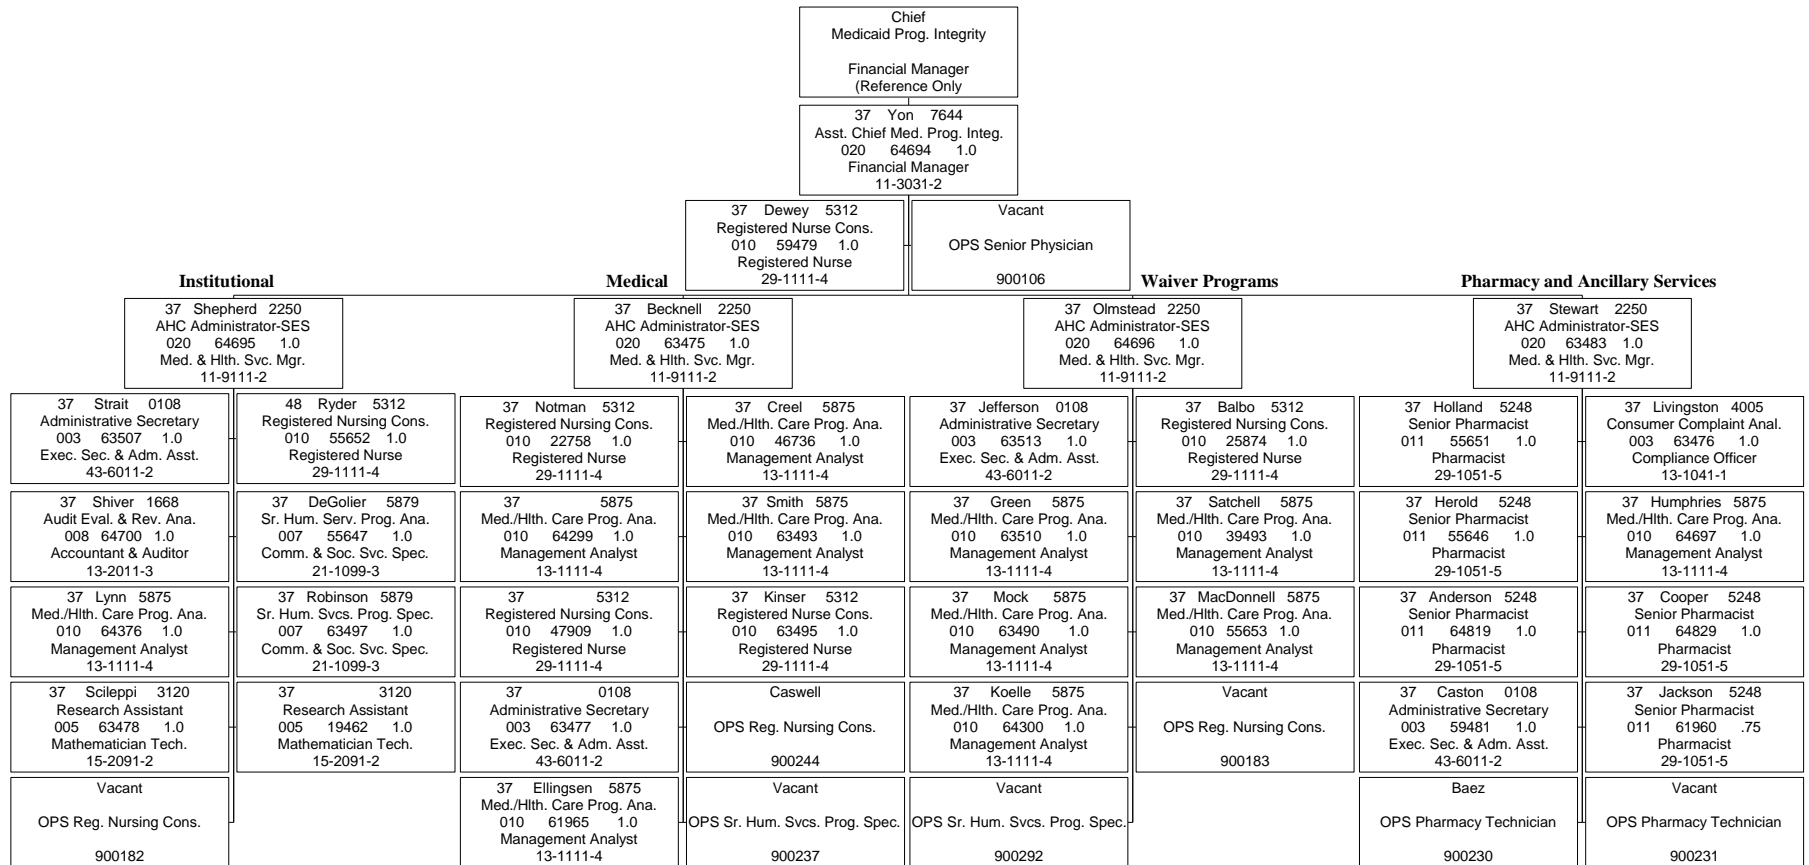 Chief
Medicaid Prog. Integrity
Financial Manager
(Reference Only
37 Yon 7644
Asst. Chief Med. Prog. Integ.
020 64694 1.0
Financial Manager
11-3031-2
37 Dewey 5312
Registered Nurse Cons.
010 59479 1.0
Registered Nurse
29-1111-4
Vacant
OPS Senior Physician
900106
Institutional
Medical
Waiver Programs
Pharmacy and Ancillary Services
37 Shepherd 2250
AHC Administrator-SES
020 64695 1.0
Med. & Hlth. Svc. Mgr.
11-9111-2
37 Becknell 2250
AHC Administrator-SES
020 63475 1.0
Med. & Hlth. Svc. Mgr.
11-9111-2
37 Olmstead 2250
AHC Administrator-SES
020 64696 1.0
Med. & Hlth. Svc. Mgr.
11-9111-2
37 Stewart 2250
AHC Administrator-SES
020 63483 1.0
Med. & Hlth. Svc. Mgr.
11-9111-2
37 Strait 0108
Administrative Secretary
003 63507 1.0
Exec. Sec. & Adm. Asst.
43-6011-2
48 Ryder 5312
Registered Nursing Cons.
010 55652 1.0
Registered Nurse
29-1111-4
37 Notman 5312
Registered Nursing Cons.
010 22758 1.0
Registered Nurse
29-1111-4
37 Creel 5875
Med./Hlth. Care Prog. Ana.
010 46736 1.0
Management Analyst
13-1111-4
37 Jefferson 0108
Administrative Secretary
003 63513 1.0
Exec. Sec. & Adm. Asst.
43-6011-2
37 Balbo 5312
Registered Nursing Cons.
010 25874 1.0
Registered Nurse
29-1111-4
37 Holland 5248
Senior Pharmacist
011 55651 1.0
Pharmacist
29-1051-5
37 Livingston 4005
Consumer Complaint Anal.
003 63476 1.0
Compliance Officer
13-1041-1
37 Shiver 1668
Audit Eval. & Rev. Ana.
008 64700 1.0
Accountant & Auditor
13-2011-3
37 DeGolier 5879
Sr. Hum. Serv. Prog. Ana.
007 55647 1.0
Comm. & Soc. Svc. Spec.
21-1099-3
37 5875
Med./Hlth. Care Prog. Ana.
010 64299 1.0
Management Analyst
13-1111-4
37 Smith 5875
Med./Hlth. Care Prog. Ana.
010 63493 1.0
Management Analyst
13-1111-4
37 Green 5875
Med./Hlth. Care Prog. Ana.
010 63510 1.0
Management Analyst
13-1111-4
37 Satchell 5875
Med./Hlth. Care Prog. Ana.
010 39493 1.0
Management Analyst
13-1111-4
37 Herold 5248
Senior Pharmacist
011 55646 1.0
Pharmacist
29-1051-5
37 Humphries 5875
Med./Hlth. Care Prog. Ana.
010 64697 1.0
Management Analyst
13-1111-4
37 Lynn 5875
Med./Hlth. Care Prog. Ana.
010 64376 1.0
Management Analyst
13-1111-4
37 Robinson 5879
Sr. Hum. Svcs. Prog. Spec.
007 63497 1.0
Comm. & Soc. Svc. Spec.
21-1099-3
37 5312
Registered Nursing Cons.
010 47909 1.0
Registered Nurse
29-1111-4
37 Kinser 5312
Registered Nurse Cons.
010 63495 1.0
Registered Nurse
29-1111-4
37 Mock 5875
Med./Hlth. Care Prog. Ana.
010 63490 1.0
Management Analyst
13-1111-4
37 MacDonnell 5875
Med./Hlth. Care Prog. Ana.
010 55653 1.0
Management Analyst
13-1111-4
37 Anderson 5248
Senior Pharmacist
011 64819 1.0
Pharmacist
29-1051-5
37 Cooper 5248
Senior Pharmacist
011 64829 1.0
Pharmacist
29-1051-5
37 Scileppi 3120
Research Assistant
005 63478 1.0
Mathematician Tech.
15-2091-2
37 3120
Research Assistant
005 19462 1.0
Mathematician Tech.
15-2091-2
37 0108
Administrative Secretary
003 63477 1.0
Exec. Sec. & Adm. Asst.
43-6011-2
Caswell
OPS Reg. Nursing Cons.
900244
37 Koelle 5875
Med./Hlth. Care Prog. Ana.
010 64300 1.0
Management Analyst
13-1111-4
Vacant
OPS Reg. Nursing Cons.
900183
37 Caston 0108
Administrative Secretary
003 59481 1.0
Exec. Sec. & Adm. Asst.
43-6011-2
37 Jackson 5248
Senior Pharmacist
011 61960 .75
Pharmacist
29-1051-5
Vacant
OPS Reg. Nursing Cons.
900182
37 Ellingsen 5875
Med./Hlth. Care Prog. Ana.
010 61965 1.0
Management Analyst
13-1111-4
Vacant
OPS Sr. Hum. Svcs. Prog. Spec.
900237
Vacant
OPS Sr. Hum. Svcs. Prog. Spec.
900292
Baez
OPS Pharmacy Technician
900230
Vacant
OPS Pharmacy Technician
900231